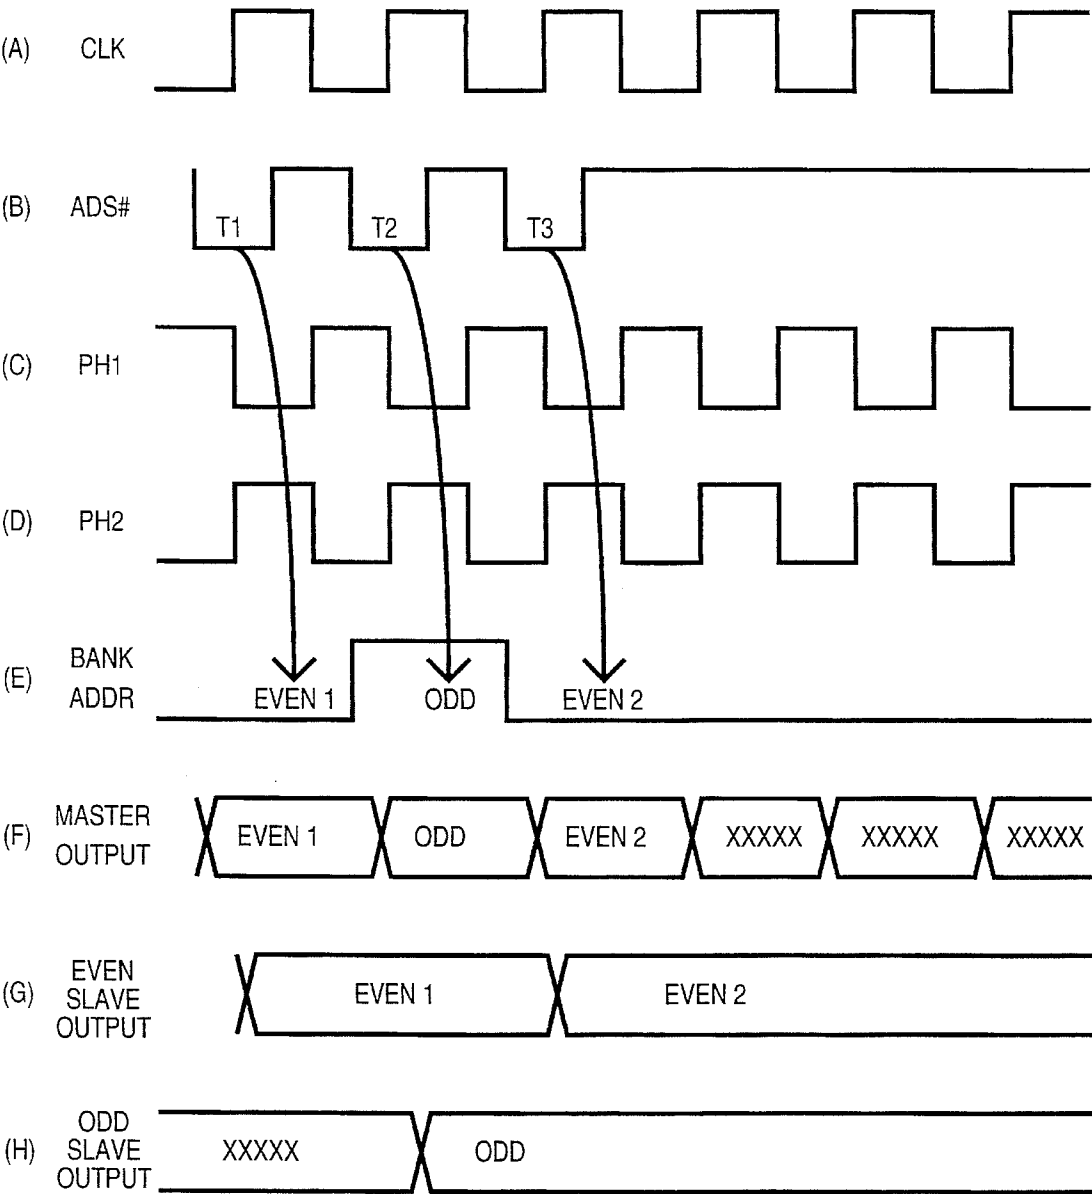 (A) CLK
(B) ADS# T1 T2 T3
(C) PH1
(D) PH2
(E) BANK ADDR EVEN 1 ODD EVEN 2
(F) MASTER OUTPUT EVEN 1 ODD EVEN 2 XXXXX XXXXX XXXXX
(G) EVEN SLAVE OUTPUT EVEN 1 EVEN 2
(H) ODD SLAVE OUTPUT XXXXX ODD